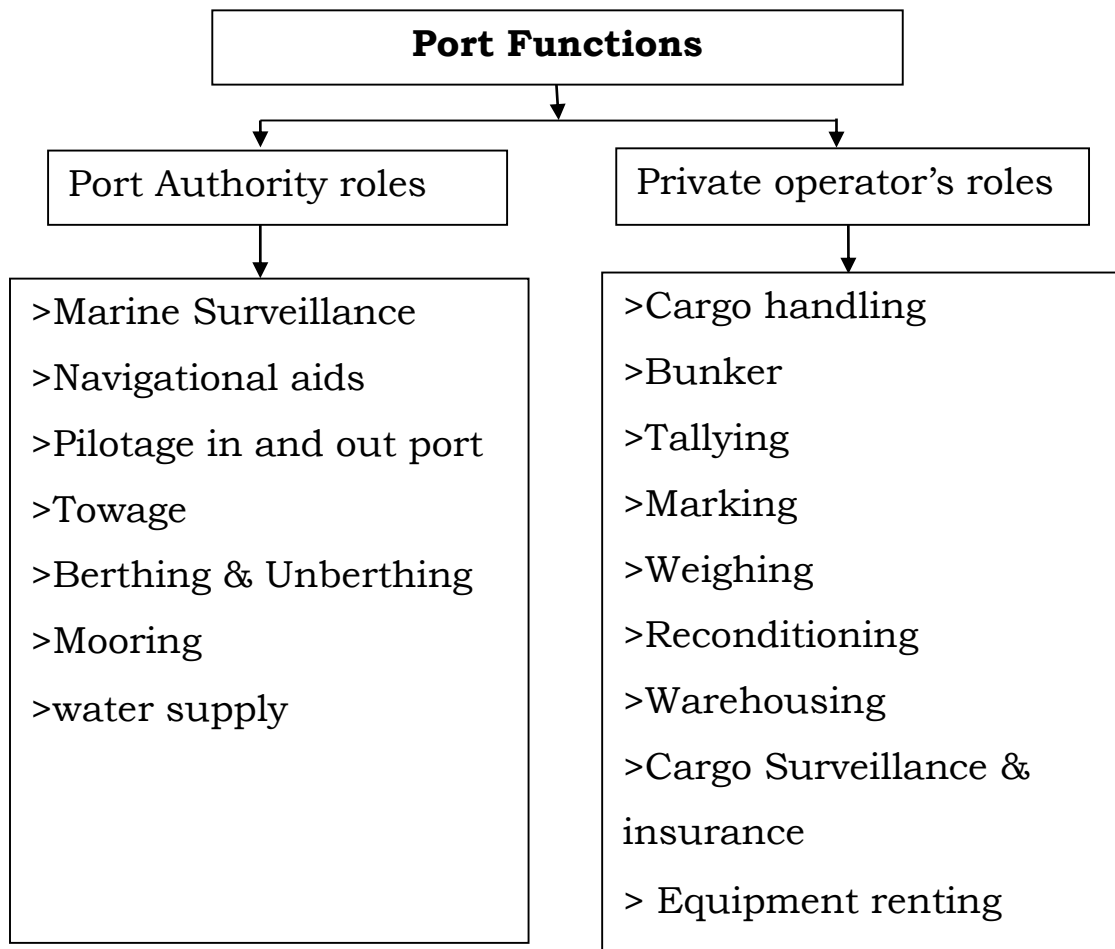 Port Functions
Port Authority roles
Private operator’s roles
>Marine Surveillance
>Navigational aids
>Pilotage in and out port
>Towage
>Berthing & Unberthing
>Mooring
>water supply
>Cargo handling
>Bunker
>Tallying
>Marking
>Weighing
>Reconditioning
>Warehousing
>Cargo Surveillance &
insurance
> Equipment renting